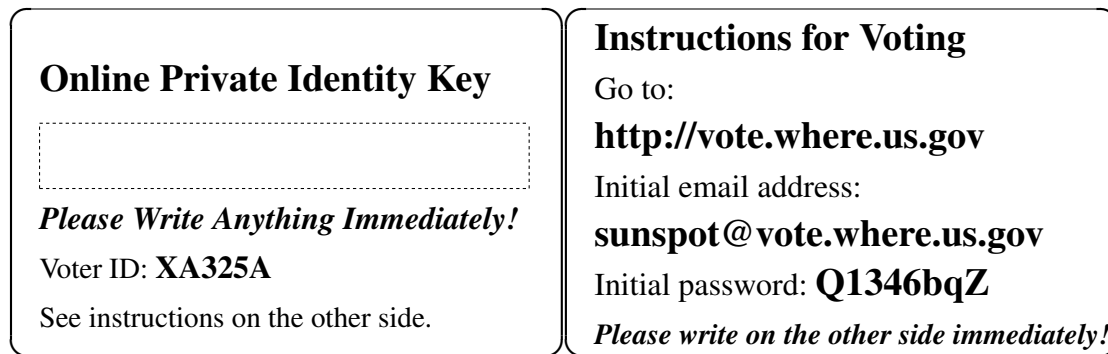 Online Private Identity Key
Please Write Anything Immediately!
Voter ID: XA325A
See instructions on the other side.
Instructions for Voting
Go to:
http://vote.where.us.gov
Initial email address:
sunspot@vote.where.us.gov
Initial password: Q1346bqZ
Please write on the other side immediately!